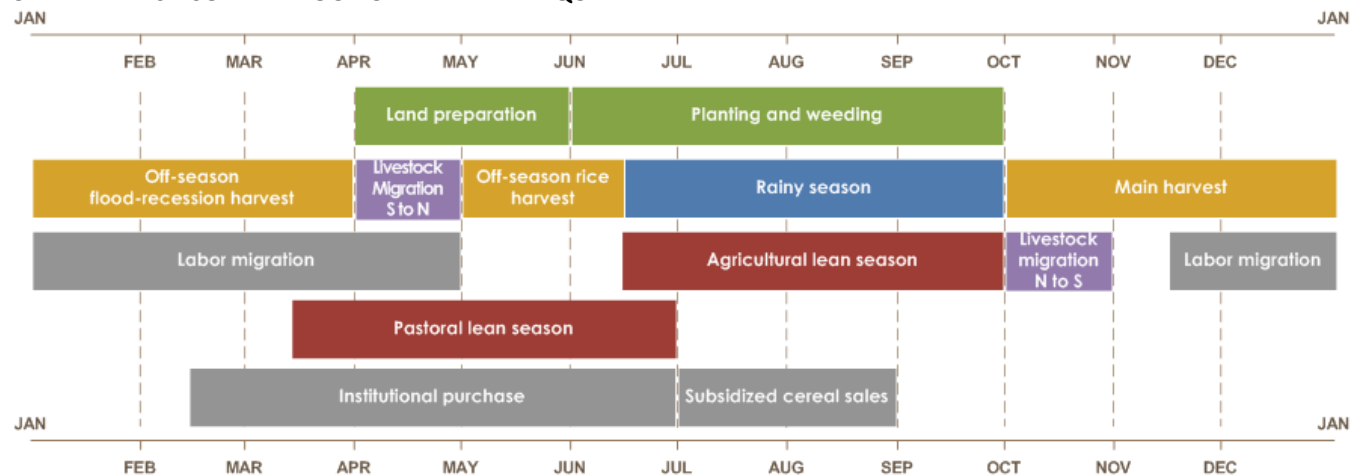 JAN JAN
FEB MAR APR MAY JUN JUL AUG SEP OCT NOV DEC
Land preparation
Planting and weeding
Off-season
flood-recession harvest
Livestock
Migration
S to N
Off-season rice
harvest
Rainy season
Main harvest
Labor migration
Agricultural lean season
Livestock
migration
N to S
Labor migration
Pastoral lean season
Institutional purchase
Subsidized cereal sales
JAN JAN
FEB MAR APR MAY JUN JUL AUG SEP OCT NOV DEC